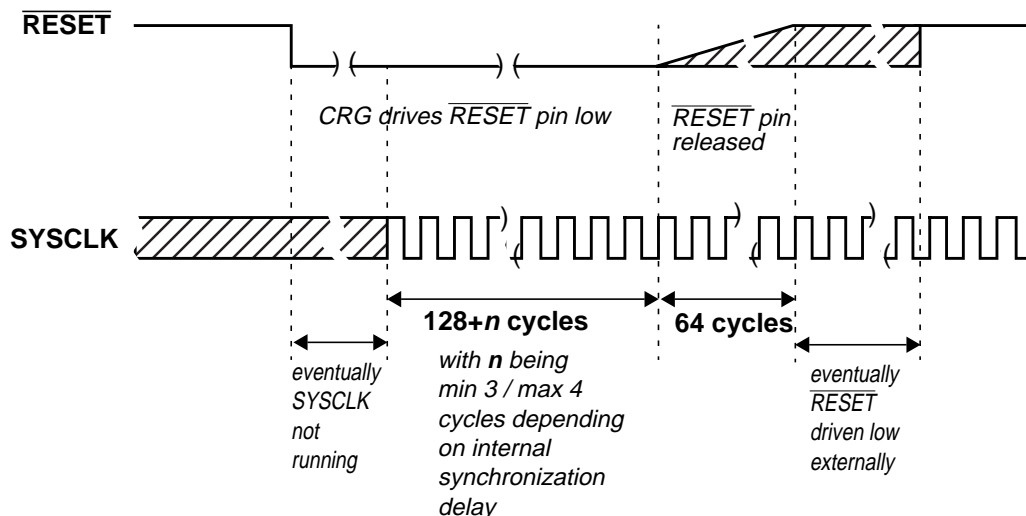 RESET
CRG drives RESET pin low
RESET pin
released
SYSCLK
128+n cycles
64 cycles
with n being
min 3 / max 4
cycles depending
on internal
synchronization
delay
eventually
SYSCLK
not
running
eventually
RESET
driven low
externally